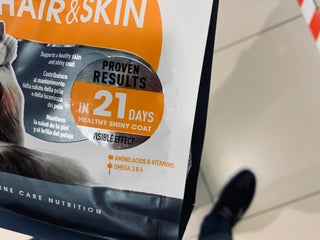 HAIR&SKIN
Supports a healthy skin
and shiny coat
Contribuisce
al mantenimento
della salute della pelle
e della lucentezza
del pelo
Mantiene
la salud de la piel
y el brillo del pelaje
PROVEN
RESULTS
IN 21 DAYS
HEALTHY SHINY COAT
VISIBLE EFFECT
AMINO ACIDS & VITAMINS
OMEGA 3 & 6
NE CARE NUTRITION